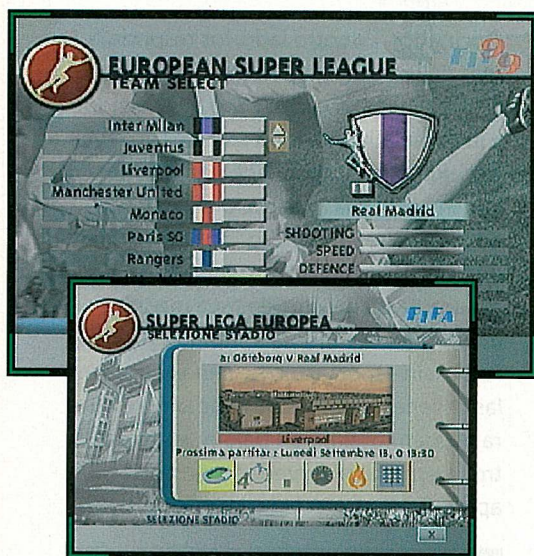 EUROPEAN SUPER LEAGUE
FIFA 99
TEAM SELECT
Inter Milan
Juventus
Liverpool
Manchester United
Monaco
Paris SG
Rangers
Real Madrid
SHOOTING
SPEED
DEFENCE
SUPER LEGA EUROPEA
FIFA
SELEZIONE STADIO
a: Göteborg V Real Madrid
Liverpool
Prossima partita: : Lunedì Settembre 13, 0 13:30
4
SELEZIONE STADIO
x